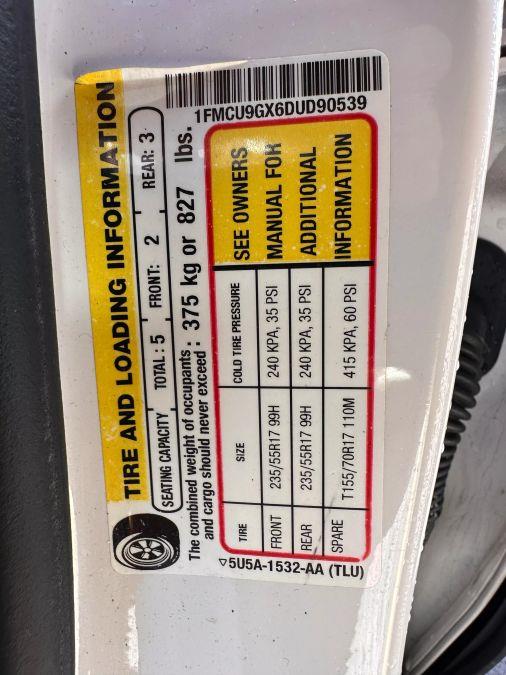 TIRE AND LOADING INFORMATION
SEATING CAPACITY TOTAL : 5 FRONT: 2 REAR: 3
The combined weight of occupants and cargo should never exceed : 375 kg or 827 lbs.
TIRE SIZE COLD TIRE PRESSURE SEE OWNERS
FRONT 235/55R17 99H 240 KPA, 35 PSI MANUAL FOR
REAR 235/55R17 99H 240 KPA, 35 PSI ADDITIONAL
SPARE T155/70R17 110M 415 KPA, 60 PSI INFORMATION
▽5U5A-1532-AA (TLU)
1FMCU9GX6DUD90539